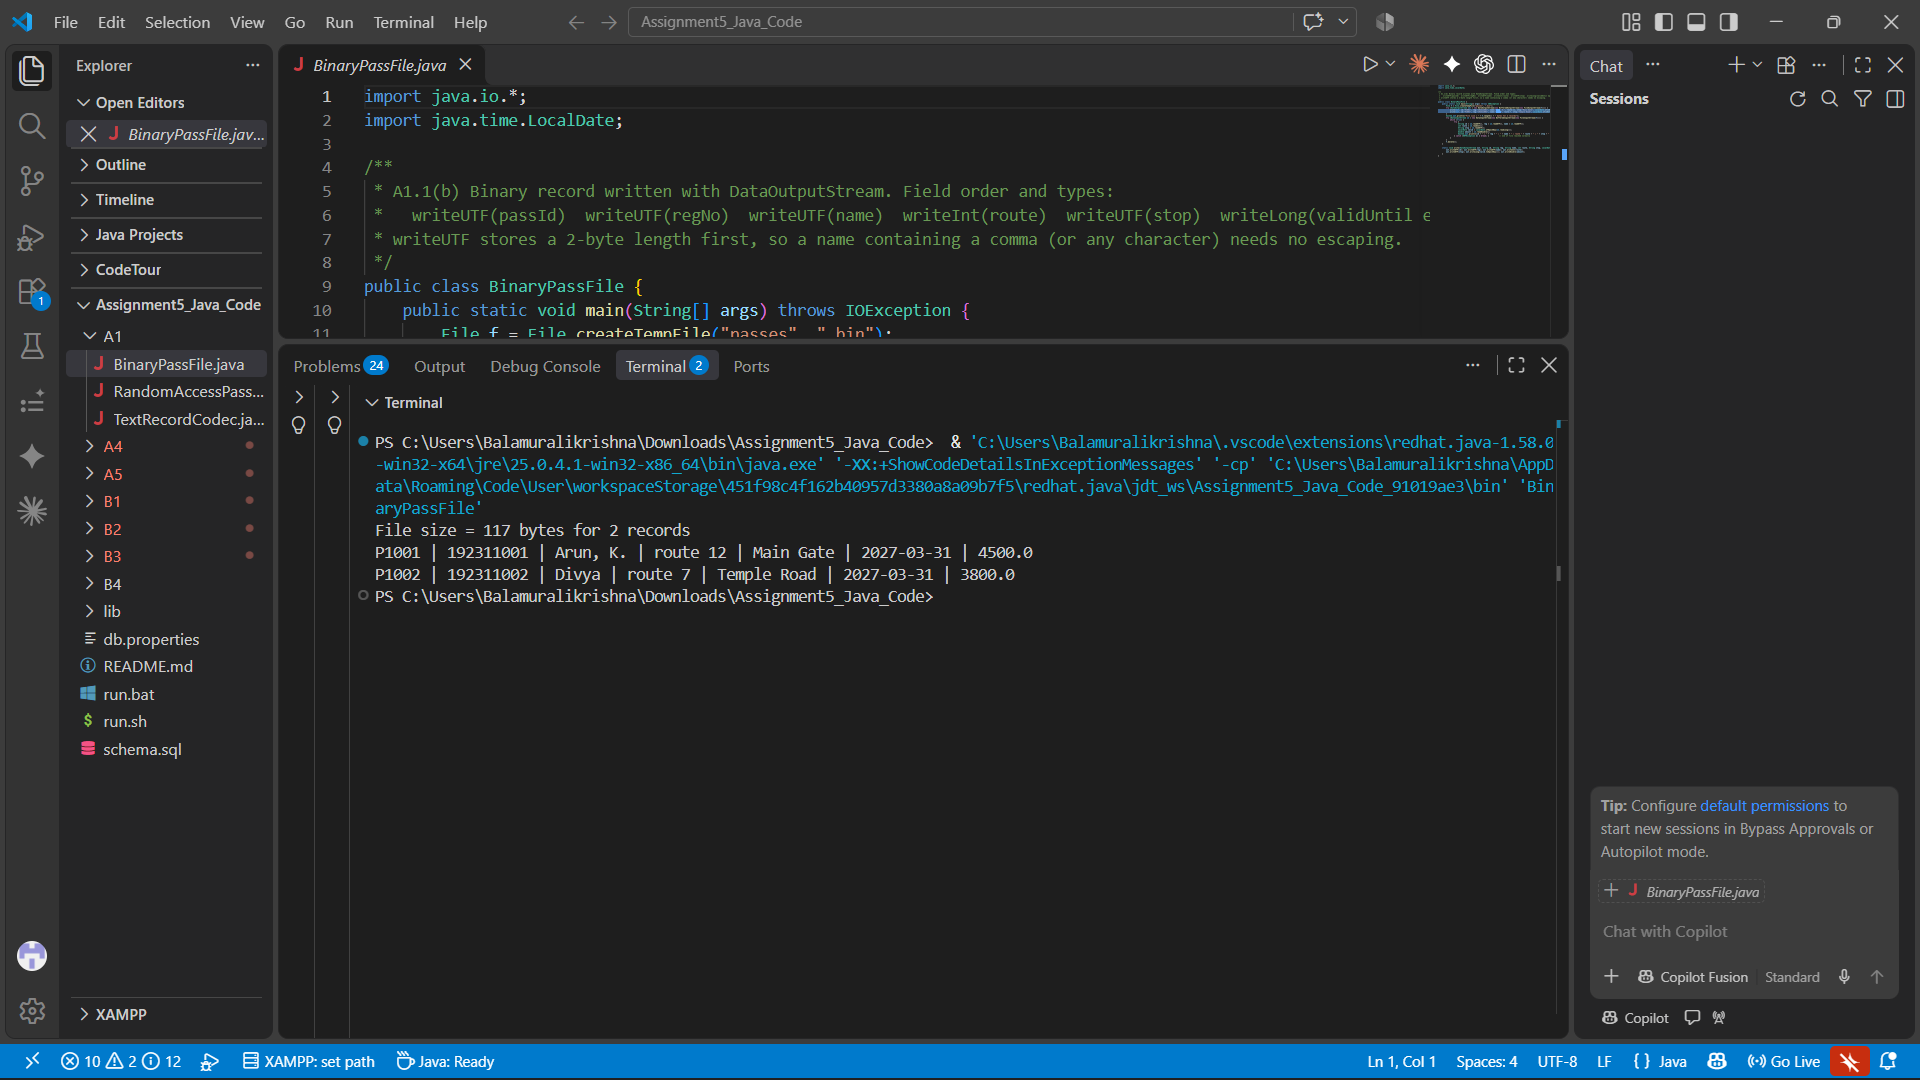 File Edit Selection View Go Run Terminal Help
Assignment5_Java_Code
Explorer
Open Editors
BinaryPassFile.jav...
Outline
Timeline
Java Projects
CodeTour
Assignment5_Java_Code
A1
BinaryPassFile.java
RandomAccessPass...
TextRecordCodec.ja...
A4
A5
B1
B2
B3
B4
lib
db.properties
README.md
run.bat
run.sh
schema.sql
XAMPP
1
BinaryPassFile.java
1 import java.io.*;
2 import java.time.LocalDate;
3
4 /**
5 * A1.1(b) Binary record written with DataOutputStream. Field order and types:
6 * writeUTF(passId) writeUTF(regNo) writeUTF(name) writeInt(route) writeUTF(stop) writeLong(validUntil e
7 * writeUTF stores a 2-byte length first, so a name containing a comma (or any character) needs no escaping.
8 */
9 public class BinaryPassFile {
10 public static void main(String[] args) throws IOException {
11 File f = File.createTempFile("passes", ".bin");
Problems 24 Output Debug Console Terminal 2 Ports
Terminal
PS C:\Users\Balamuralikrishna\Downloads\Assignment5_Java_Code> & 'C:\Users\Balamuralikrishna\.vscode\extensions\redhat.java-1.58.0
-win32-x64\jre\25.0.4.1-win32-x86_64\bin\java.exe' '-XX:+ShowCodeDetailsInExceptionMessages' '-cp' 'C:\Users\Balamuralikrishna\AppD
ata\Roaming\Code\User\workspaceStorage\451f98c4f162b40957d3380a8a09b7f5\redhat.java\jdt_ws\Assignment5_Java_Code_91019ae3\bin' 'Bin
aryPassFile'
File size = 117 bytes for 2 records
P1001 | 192311001 | Arun, K. | route 12 | Main Gate | 2027-03-31 | 4500.0
P1002 | 192311002 | Divya | route 7 | Temple Road | 2027-03-31 | 3800.0
PS C:\Users\Balamuralikrishna\Downloads\Assignment5_Java_Code>
Chat
Sessions
Tip: Configure default permissions to
start new sessions in Bypass Approvals or
Autopilot mode.
BinaryPassFile.java
Chat with Copilot
Copilot Fusion Standard
Copilot
10 2 12 XAMPP: set path Java: Ready
Ln 1, Col 1 Spaces: 4 UTF-8 LF {} Java Go Live